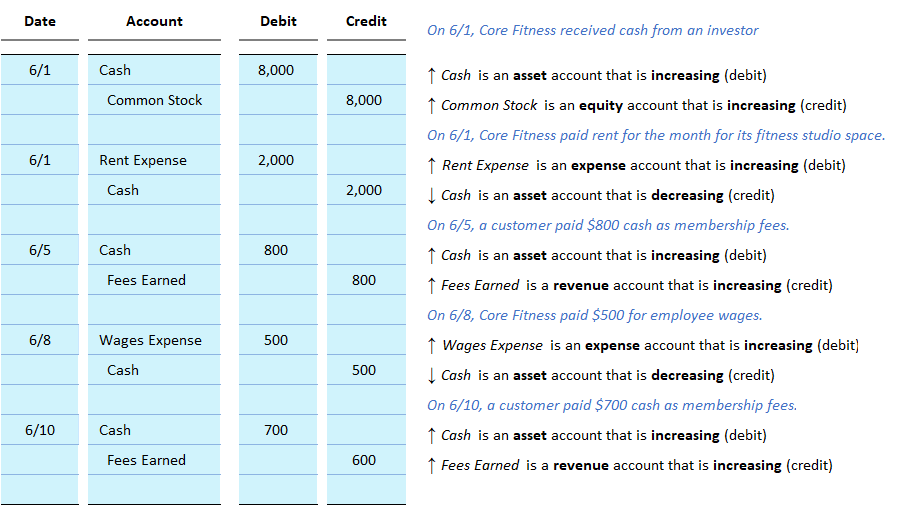 Date Account Debit Credit
On 6/1, Core Fitness received cash from an investor
6/1 Cash 8,000 ↑ Cash is an asset account that is increasing (debit)
Common Stock 8,000 ↑ Common Stock is an equity account that is increasing (credit)
On 6/1, Core Fitness paid rent for the month for its fitness studio space.
6/1 Rent Expense 2,000 ↑ Rent Expense is an expense account that is increasing (debit)
Cash 2,000 ↓ Cash is an asset account that is decreasing (credit)
On 6/5, a customer paid $800 cash as membership fees.
6/5 Cash 800 ↑ Cash is an asset account that is increasing (debit)
Fees Earned 800 ↑ Fees Earned is a revenue account that is increasing (credit)
On 6/8, Core Fitness paid $500 for employee wages.
6/8 Wages Expense 500 ↑ Wages Expense is an expense account that is increasing (debit)
Cash 500 ↓ Cash is an asset account that is decreasing (credit)
On 6/10, a customer paid $700 cash as membership fees.
6/10 Cash 700 ↑ Cash is an asset account that is increasing (debit)
Fees Earned 600 ↑ Fees Earned is a revenue account that is increasing (credit)